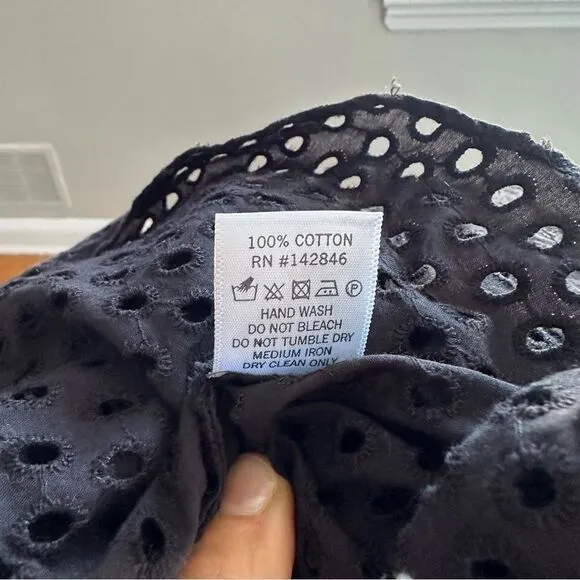 100% COTTON
RN #142846
P
HAND WASH
DO NOT BLEACH
DO NOT TUMBLE DRY
MEDIUM IRON
DRY CLEAN ONLY